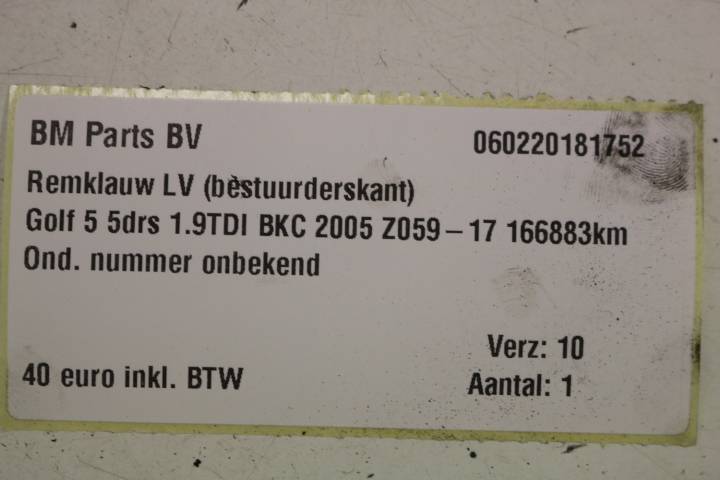 BM Parts BV 060220181752
Remklauw LV (bestuurderskant)
Golf 5 5drs 1.9TDI BKC 2005 Z059-17 166883km
Ond. nummer onbekend
Verz: 10
40 euro inkl. BTW Aantal: 1